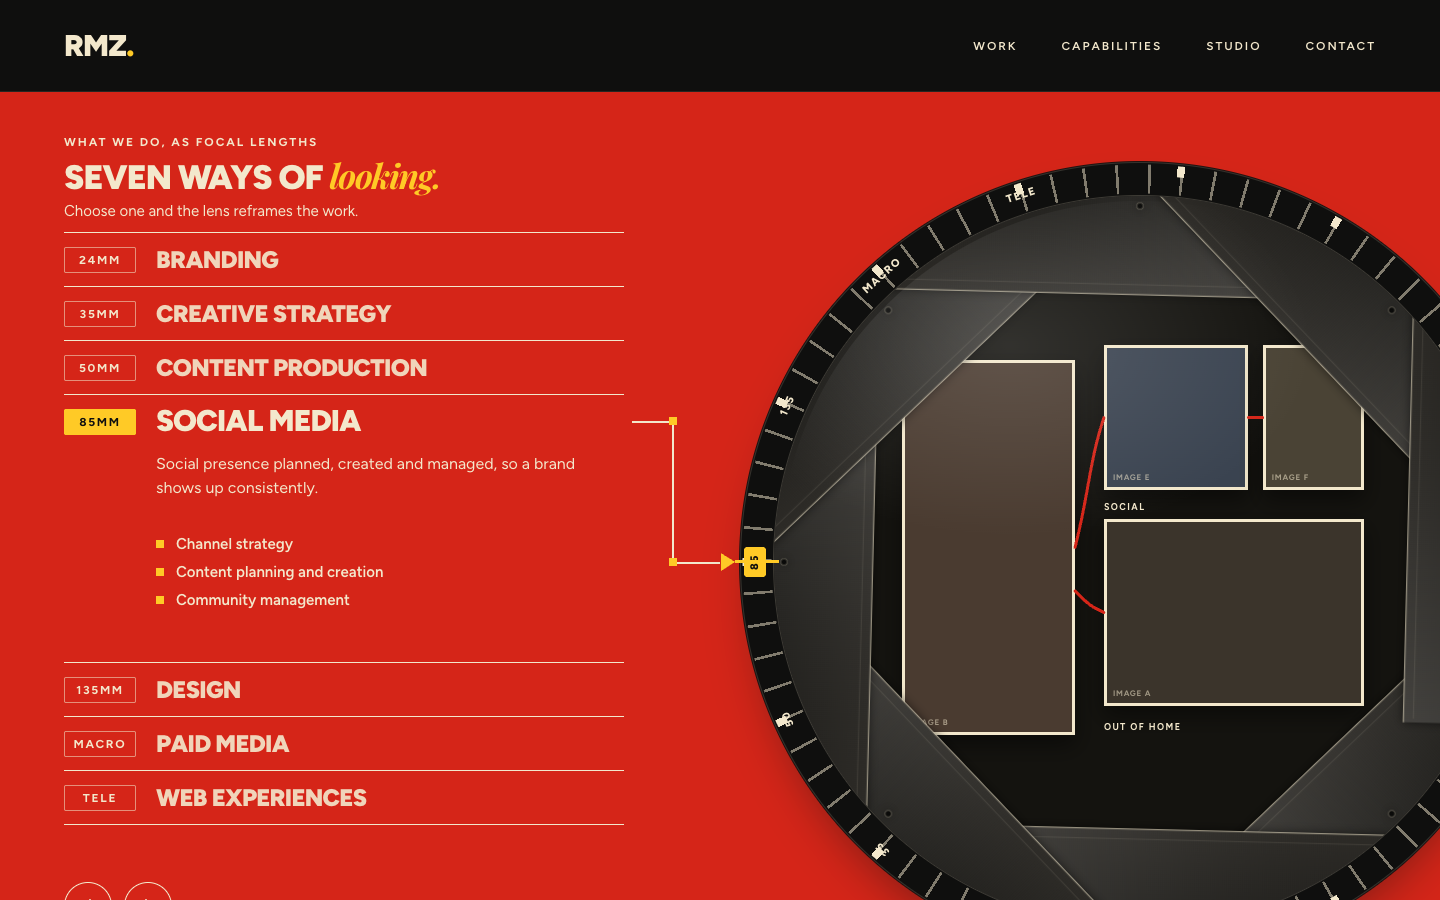 RMZ.
WORK
CAPABILITIES
STUDIO
CONTACT
WHAT WE DO, AS FOCAL LENGTHS
SEVEN WAYS OF looking.
Choose one and the lens reframes the work.
24MM BRANDING
35MM CREATIVE STRATEGY
50MM CONTENT PRODUCTION
85MM SOCIAL MEDIA
Social presence planned, created and managed, so a brand
shows up consistently.
Channel strategy
Content planning and creation
Community management
135MM DESIGN
MACRO PAID MEDIA
TELE WEB EXPERIENCES
TELE
MACRO
85
IMAGE E
IMAGE F
SOCIAL
IMAGE A
AGE B
OUT OF HOME